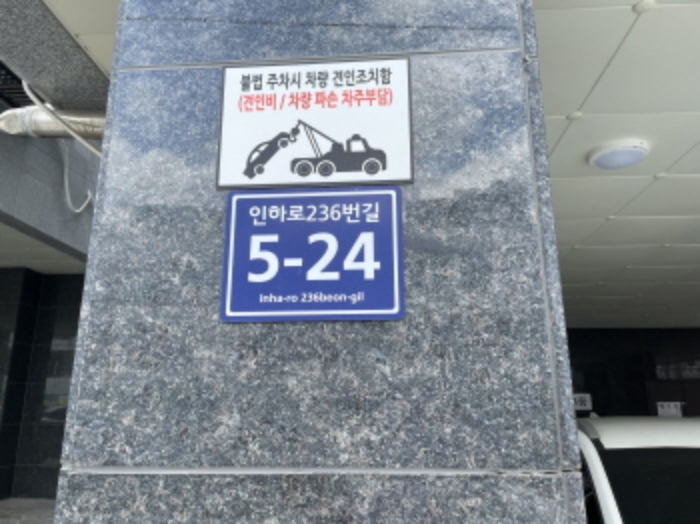 불법 주차시 차량 견인조치함
(견인비 / 차량 파손 차주부담)
인하로236번길
5-24
Inha-ro 236beon-gil